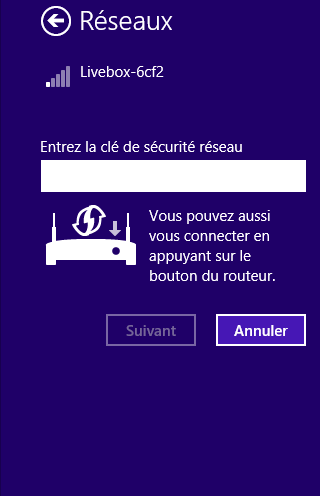 Réseaux
Livebox-6cf2
Entrez la clé de sécurité réseau
Vous pouvez aussi
vous connecter en
appuyant sur le
bouton du routeur.
Suivant
Annuler